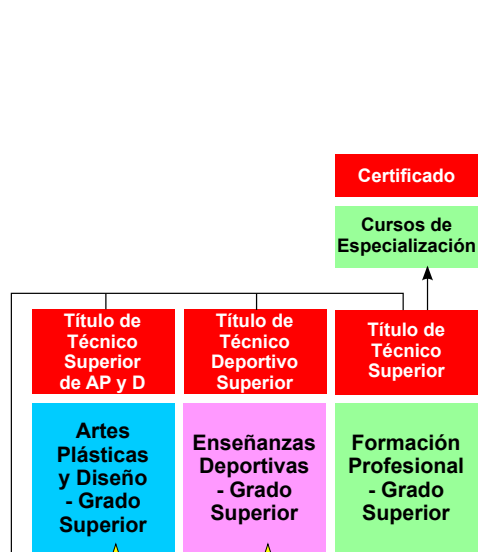 Certificado
Cursos de
Especialización
Título de
Técnico
Superior
de AP y D
Título de
Técnico
Deportivo
Superior
Título de
Técnico
Superior
Artes
Plásticas
y Diseño
- Grado
Superior
Enseñanzas
Deportivas
- Grado
Superior
Formación
Profesional
- Grado
Superior